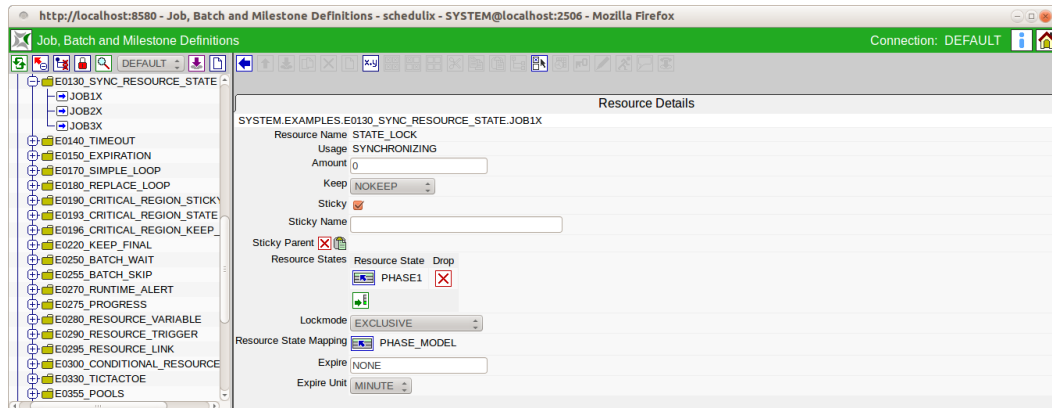 http://localhost:8580 - Job, Batch and Milestone Definitions - schedulix - SYSTEM@localhost:2506 - Mozilla Firefox
Job, Batch and Milestone Definitions
Connection: DEFAULT
DEFAULT
x.y
E0130_SYNC_RESOURCE_STATE
JOB1X
JOB2X
JOB3X
E0140_TIMEOUT
E0150_EXPIRATION
E0170_SIMPLE_LOOP
E0180_REPLACE_LOOP
E0190_CRITICAL_REGION_STICKY
E0193_CRITICAL_REGION_STATE
E0196_CRITICAL_REGION_KEEP_
E0220_KEEP_FINAL
E0250_BATCH_WAIT
E0255_BATCH_SKIP
E0270_RUNTIME_ALERT
E0275_PROGRESS
E0280_RESOURCE_VARIABLE
E0290_RESOURCE_TRIGGER
E0295_RESOURCE_LINK
E0300_CONDITIONAL_RESOURCE
E0330_TICTACTOE
E0355_POOLS
Resource Details
SYSTEM.EXAMPLES.E0130_SYNC_RESOURCE_STATE.JOB1X
Resource Name STATE_LOCK
Usage SYNCHRONIZING
Amount 0
Keep NOKEEP
Sticky
Sticky Name
Sticky Parent
Resource States Resource State Drop
PHASE1
Lockmode EXCLUSIVE
Resource State Mapping PHASE_MODEL
Expire NONE
Expire Unit MINUTE